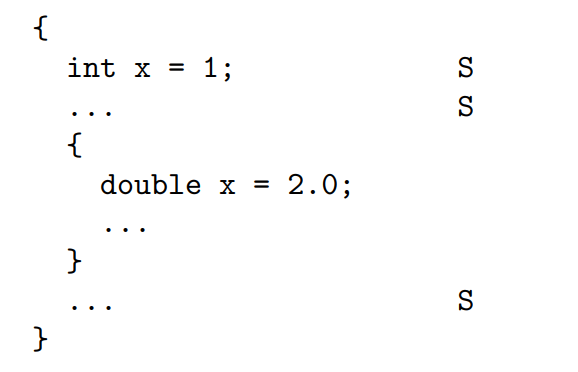 {
  int x = 1;                S
  ...                       S
  {
    double x = 2.0;
    ...
  }
  ...                       S
}